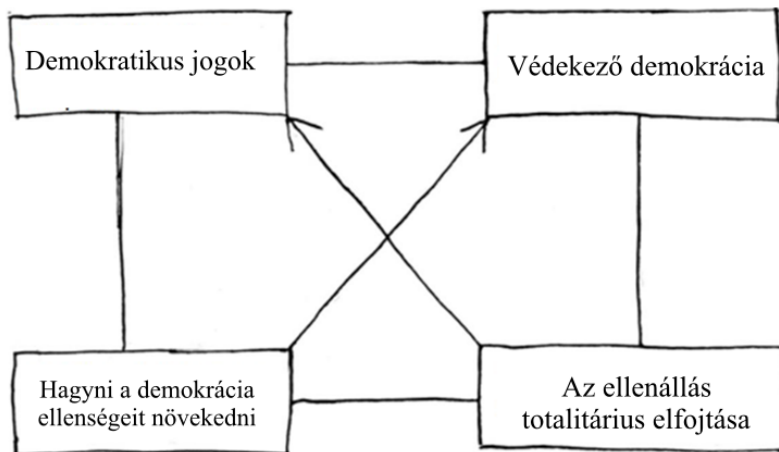 Demokratikus jogok
Védekező demokrácia
Hagyni a demokrácia
ellenségeit növekedni
Az ellenállás
totalitárius elfojtása